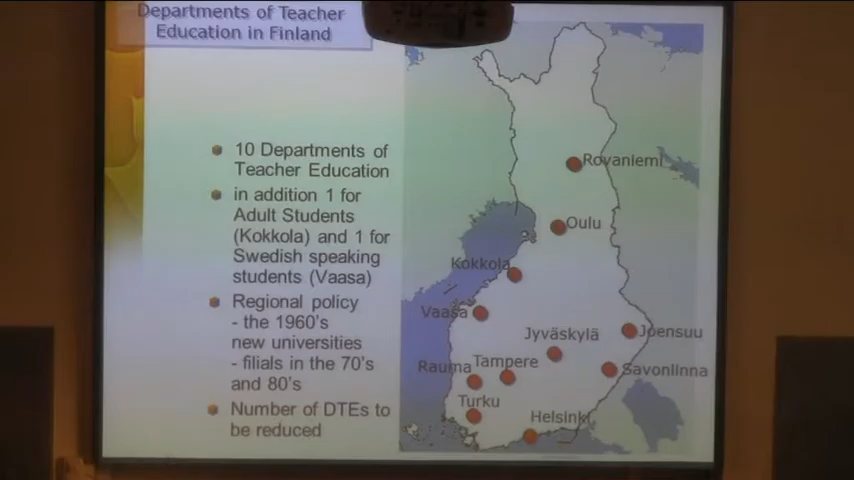 Departments of Teacher
Education in Finland
10 Departments of
Teacher Education
in addition 1 for
Adult Students
(Kokkola) and 1 for
Swedish speaking
students (Vaasa)
Regional policy
- the 1960's
new universities
- filials in the 70's
and 80's
Number of DTEs to
be reduced
Rovaniemi
Oulu
Kokkola
Vaasa
Jyväskylä
Joensuu
Rauma
Tampere
Savonlinna
Turku
Helsinki